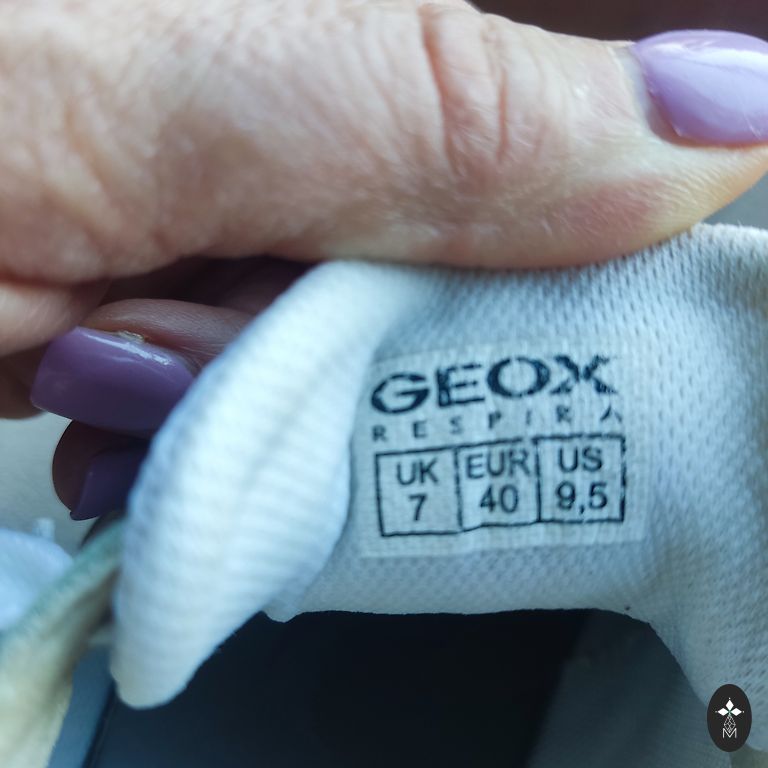 GEOX
RESPIRA
UK EUR US
7 40 9,5
M